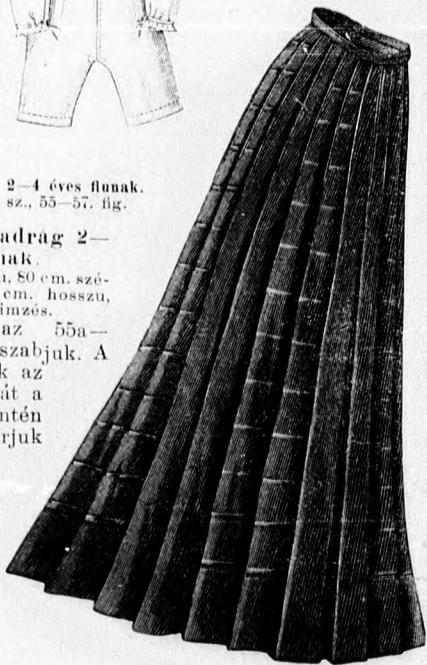 2—4 éves fiunak.
sz., 55—57. fig.
adrág 2—
nak.
, 80 cm. szé-
cm. hosszu,
imzés.
az 55a—
szabjuk. A
k az
át a
ntén
rjuk